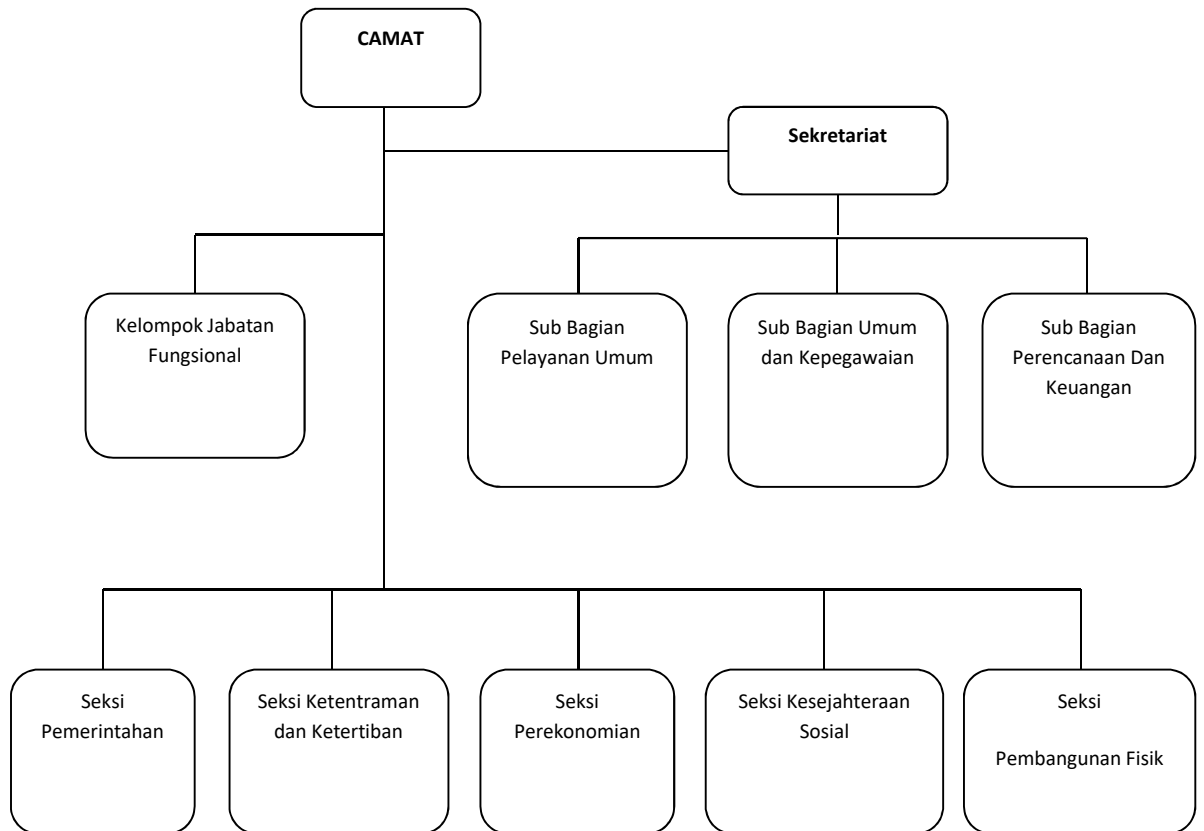 CAMAT
Sekretariat
Kelompok Jabatan
Fungsional
Sub Bagian
Pelayanan Umum
Sub Bagian Umum
dan Kepegawaian
Sub Bagian
Perencanaan Dan
Keuangan
Seksi
Pemerintahan
Seksi Ketentraman
dan Ketertiban
Seksi
Perekonomian
Seksi Kesejahteraan
Sosial
Seksi
Pembangunan Fisik